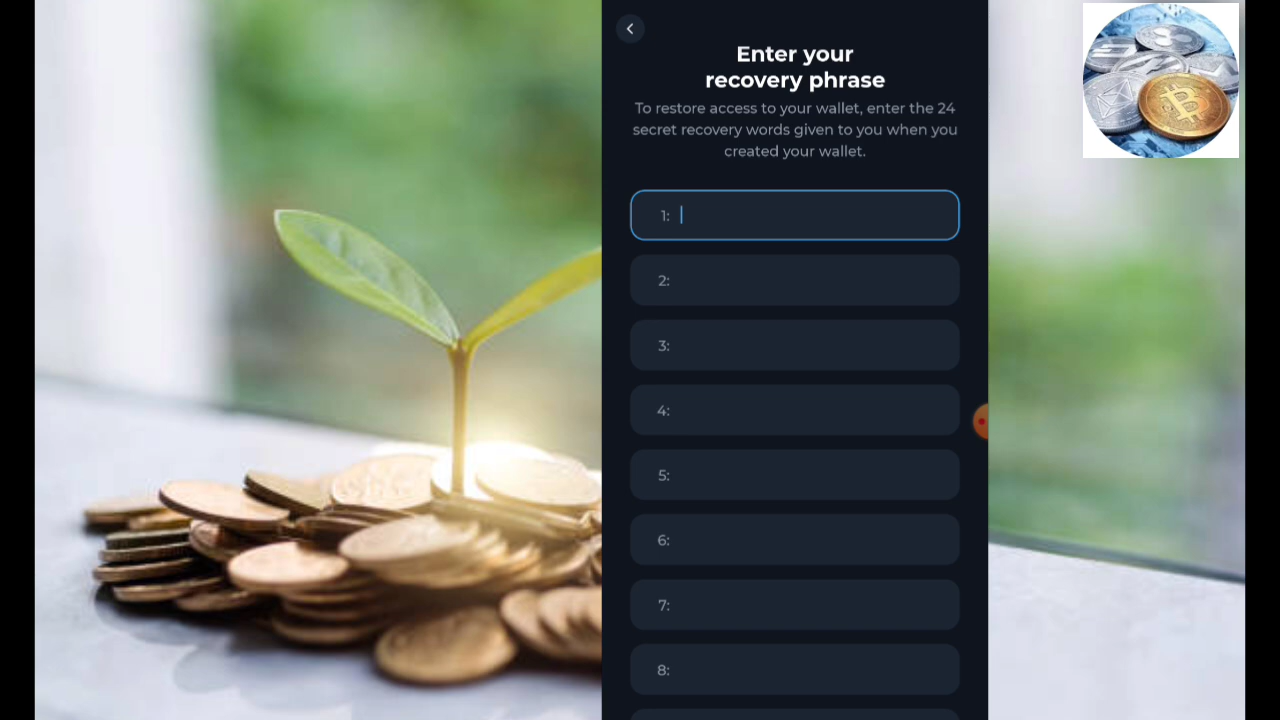 Enter your
recovery phrase
To restore access to your wallet, enter the 24
secret recovery words given to you when you
created your wallet.
1:
2:
3:
4:
5:
6:
7:
8: